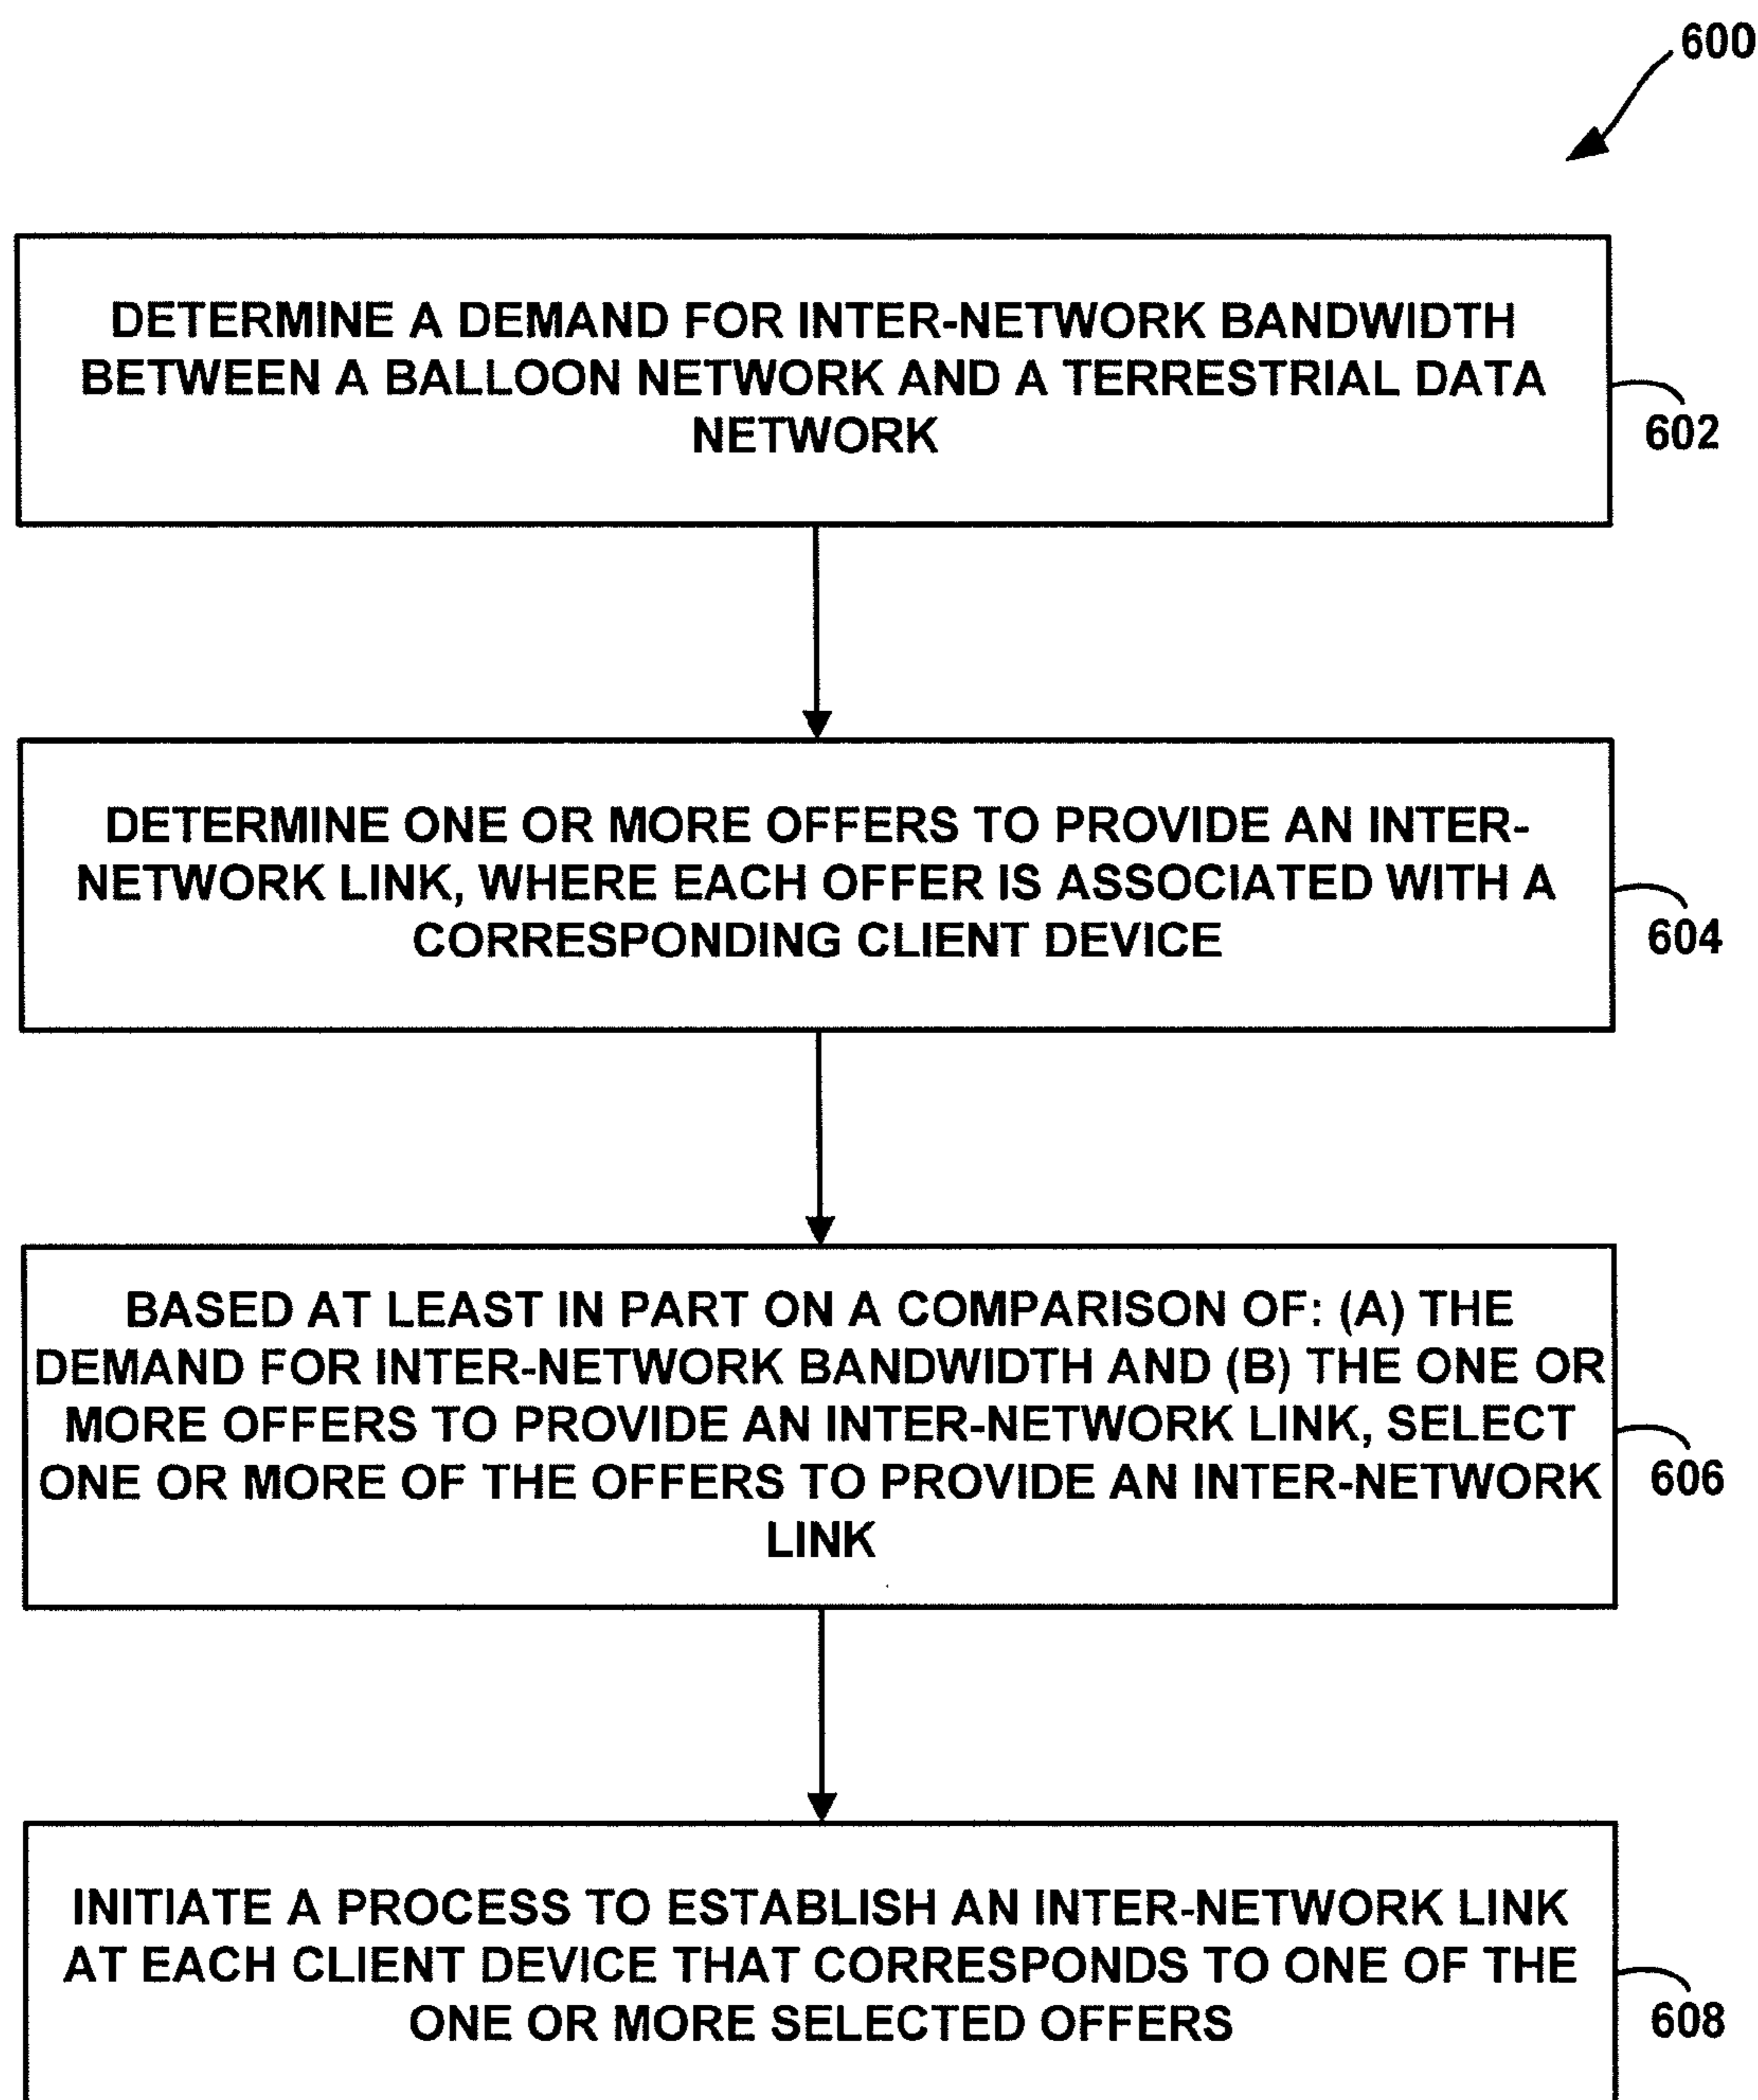 600
DETERMINE A DEMAND FOR INTER-NETWORK BANDWIDTH
BETWEEN A BALLOON NETWORK AND A TERRESTRIAL DATA
NETWORK
602
DETERMINE ONE OR MORE OFFERS TO PROVIDE AN INTER-
NETWORK LINK, WHERE EACH OFFER IS ASSOCIATED WITH A
CORRESPONDING CLIENT DEVICE
604
BASED AT LEAST IN PART ON A COMPARISON OF: (A) THE
DEMAND FOR INTER-NETWORK BANDWIDTH AND (B) THE ONE OR
MORE OFFERS TO PROVIDE AN INTER-NETWORK LINK, SELECT
ONE OR MORE OF THE OFFERS TO PROVIDE AN INTER-NETWORK
LINK
606
INITIATE A PROCESS TO ESTABLISH AN INTER-NETWORK LINK
AT EACH CLIENT DEVICE THAT CORRESPONDS TO ONE OF THE
ONE OR MORE SELECTED OFFERS
608